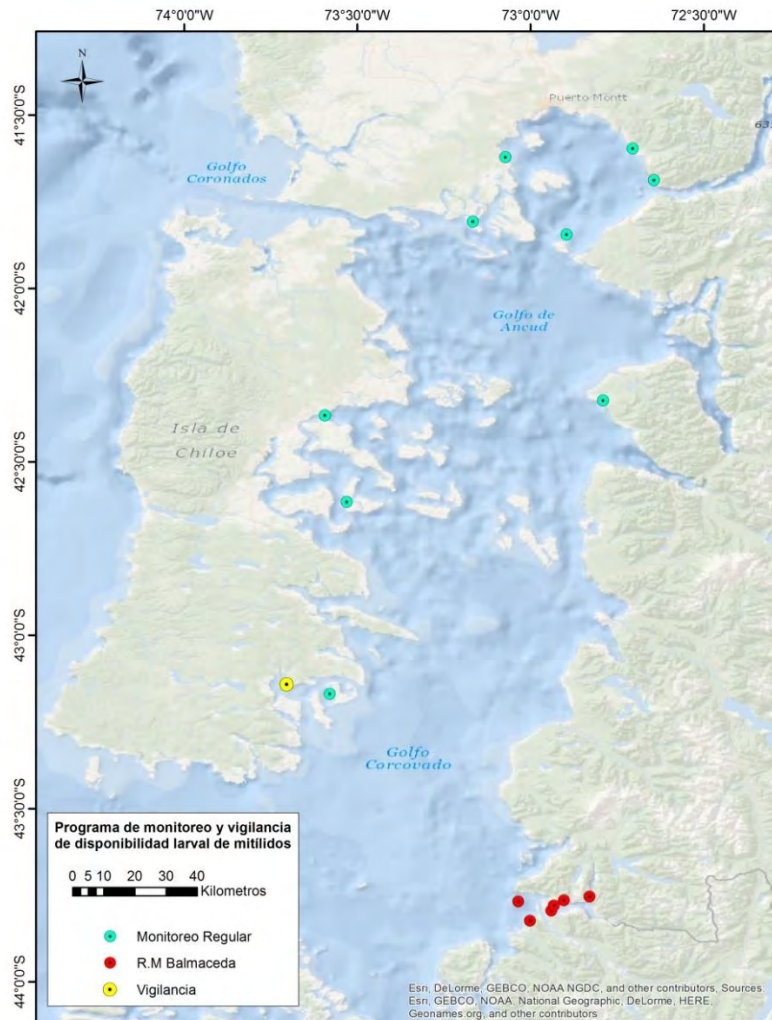 74°0'0"W 73°30'0"W 73°0'0"W 72°30'0"W
N
41°30'0"S
42°0'0"S
42°30'0"S
43°0'0"S
43°30'0"S
44°0'0"S
Puerto Montt
Golfo
Coronados
Golfo de
Ancud
Isla de
Chiloe
Golfo
Corcovado
Programa de monitoreo y vigilancia
de disponibilidad larval de mitílidos
0 5 10 20 30 40
Kilometros
Monitoreo Regular
R.M Balmaceda
Vigilancia
Esri, DeLorme, GEBCO, NOAA NGDC, and other contributors, Sources:
Esri, GEBCO, NOAA, National Geographic, DeLorme, HERE,
Geonames.org, and other contributors